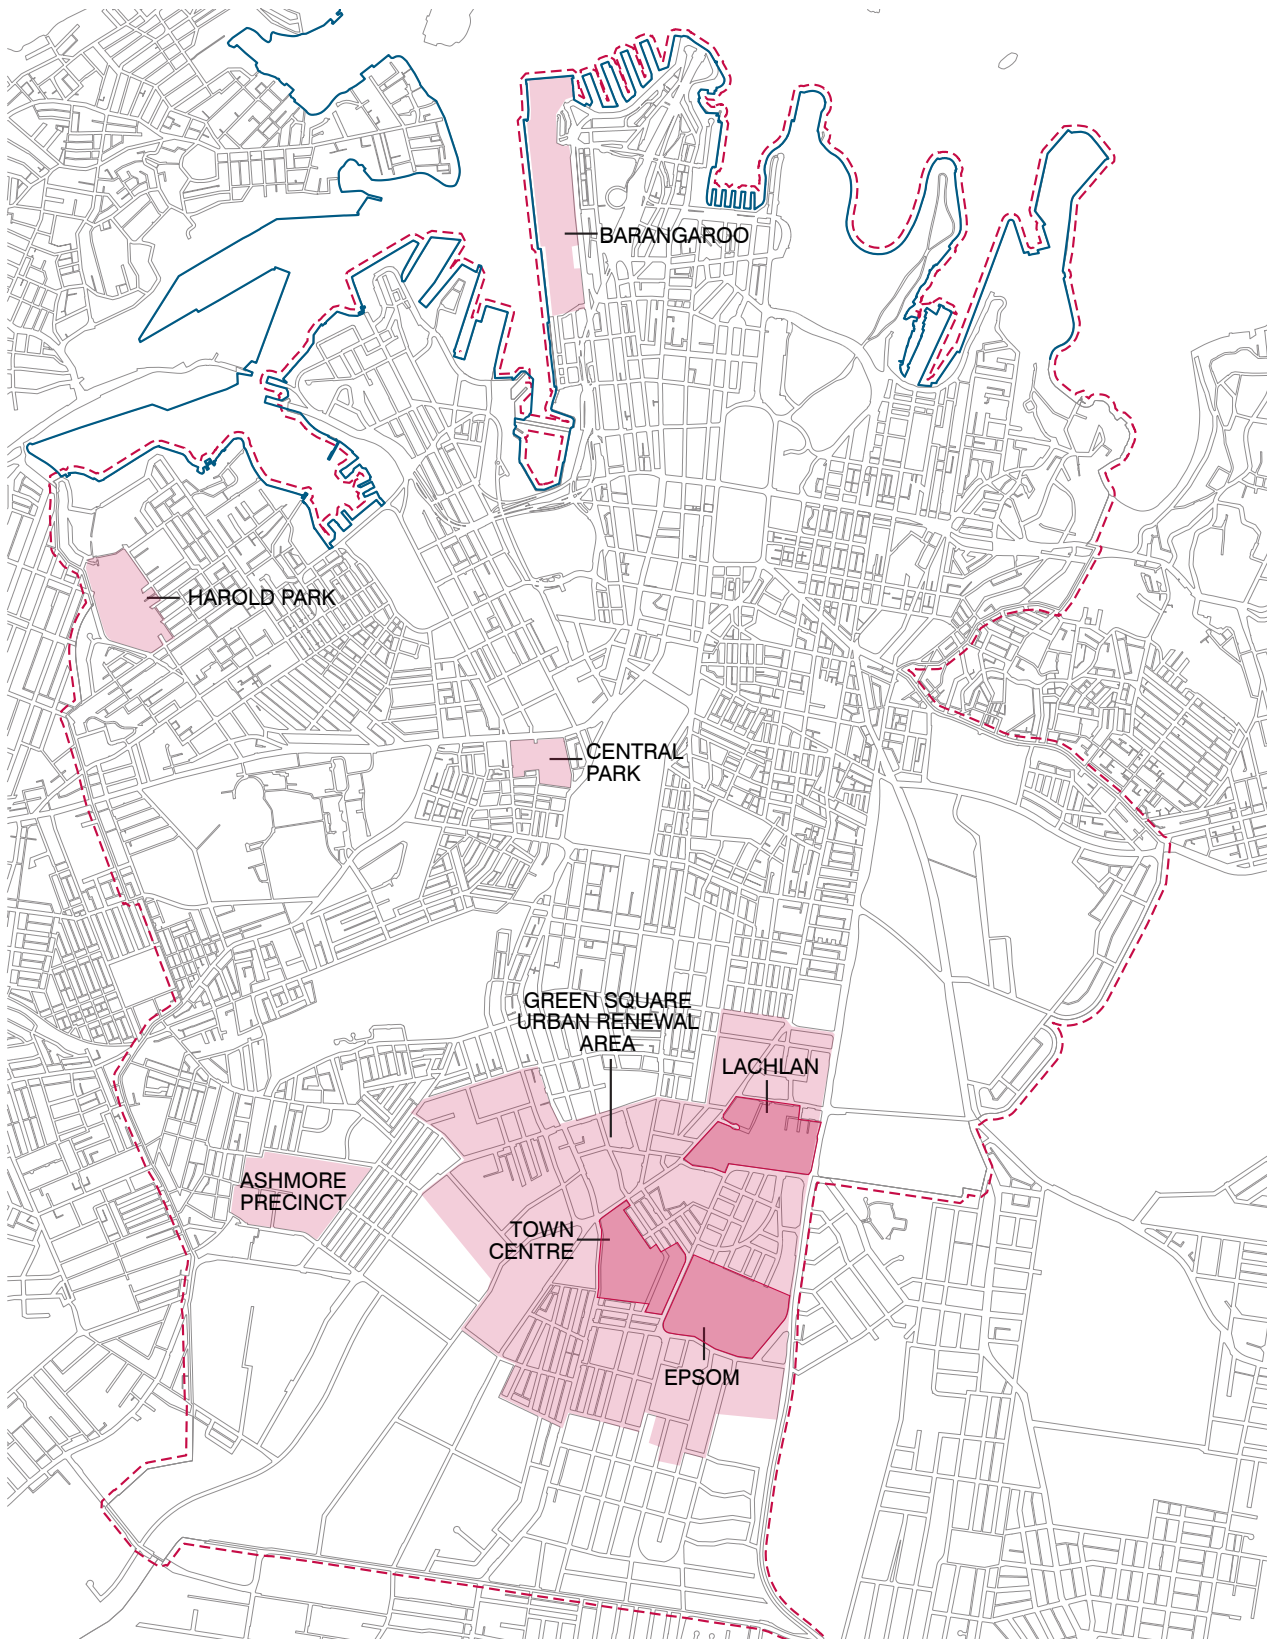 BARANGAROO
HAROLD PARK
CENTRAL
PARK
GREEN SQUARE
URBAN RENEWAL
AREA
LACHLAN
ASHMORE
PRECINCT
TOWN
CENTRE
EPSOM